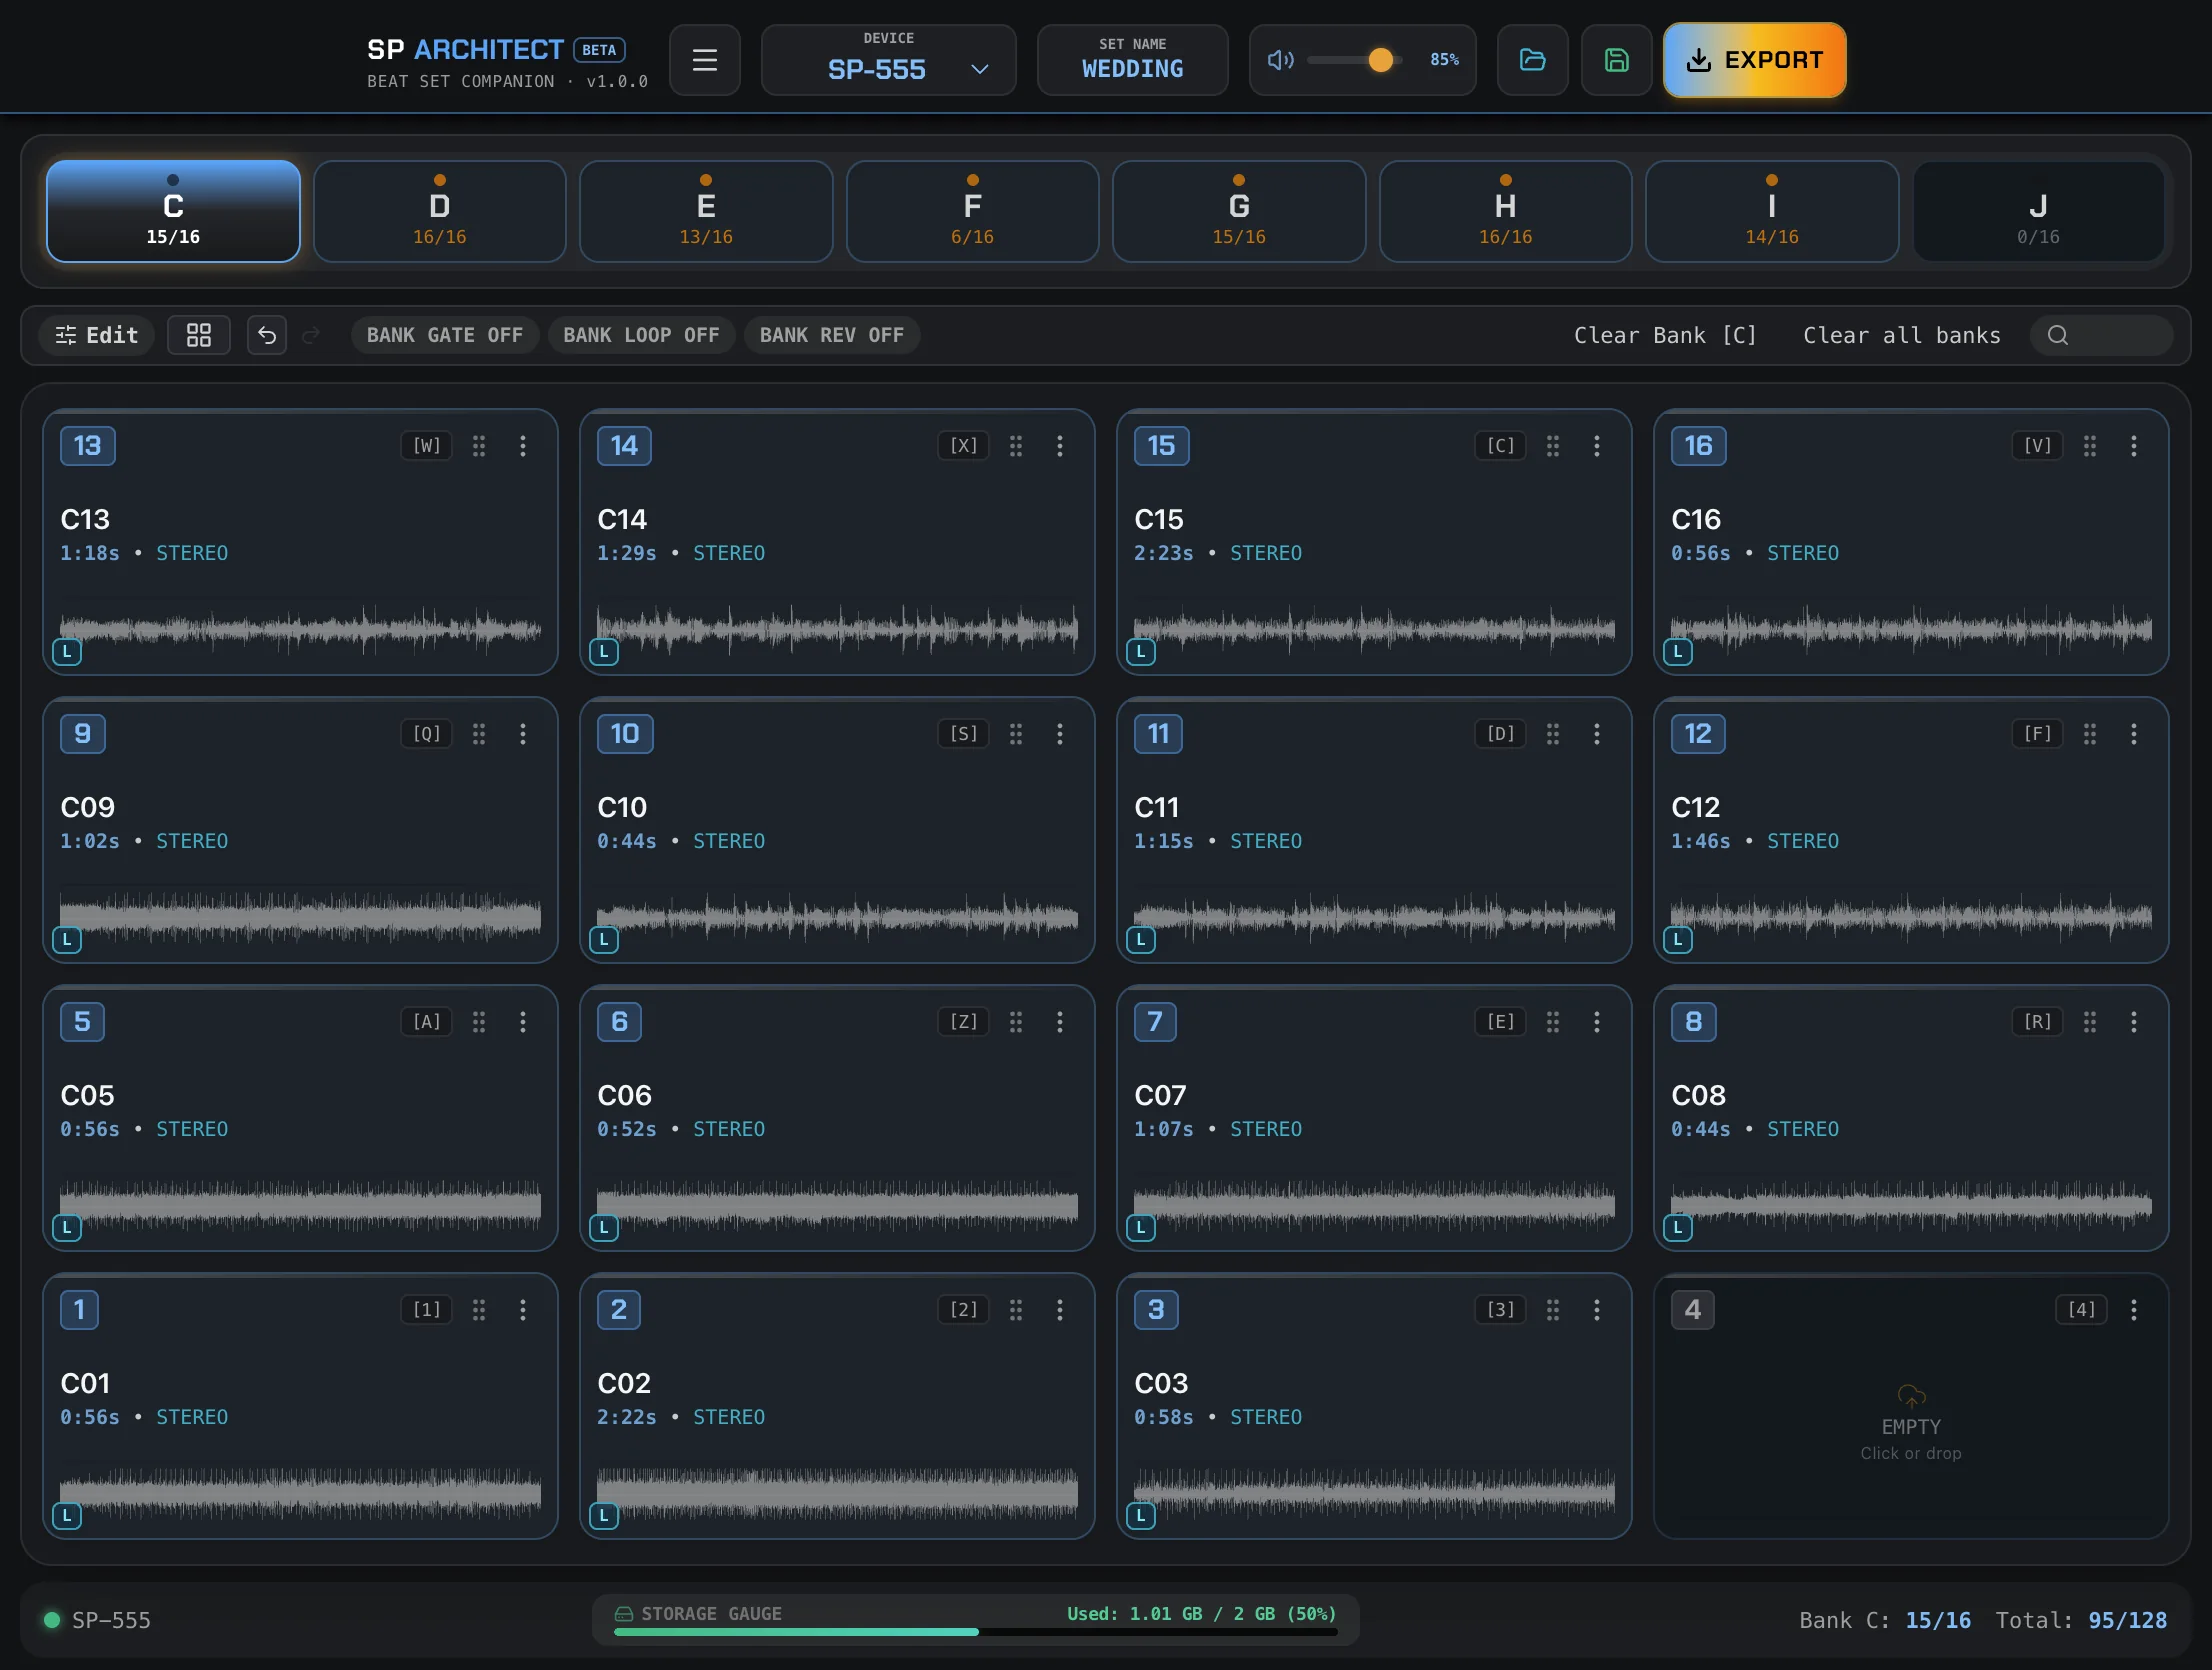 SP ARCHITECT BETA
BEAT SET COMPANION · v1.0.0
DEVICE
SP-555
SET NAME
WEDDING
85%
EXPORT
C
15/16
D
16/16
E
13/16
F
6/16
G
15/16
H
16/16
I
14/16
J
0/16
Edit
BANK GATE OFF
BANK LOOP OFF
BANK REV OFF
Clear Bank [C]
Clear all banks
13 [W]
C13
1:18s • STEREO
L
14 [X]
C14
1:29s • STEREO
L
15 [C]
C15
2:23s • STEREO
L
16 [V]
C16
0:56s • STEREO
L
9 [Q]
C09
1:02s • STEREO
L
10 [S]
C10
0:44s • STEREO
L
11 [D]
C11
1:15s • STEREO
L
12 [F]
C12
1:46s • STEREO
L
5 [A]
C05
0:56s • STEREO
L
6 [Z]
C06
0:52s • STEREO
L
7 [E]
C07
1:07s • STEREO
L
8 [R]
C08
0:44s • STEREO
L
1 [1]
C01
0:56s • STEREO
L
2 [2]
C02
2:22s • STEREO
L
3 [3]
C03
0:58s • STEREO
L
4 [4]
EMPTY
Click or drop
SP-555
STORAGE GAUGE
Used: 1.01 GB / 2 GB (50%)
Bank C: 15/16 Total: 95/128